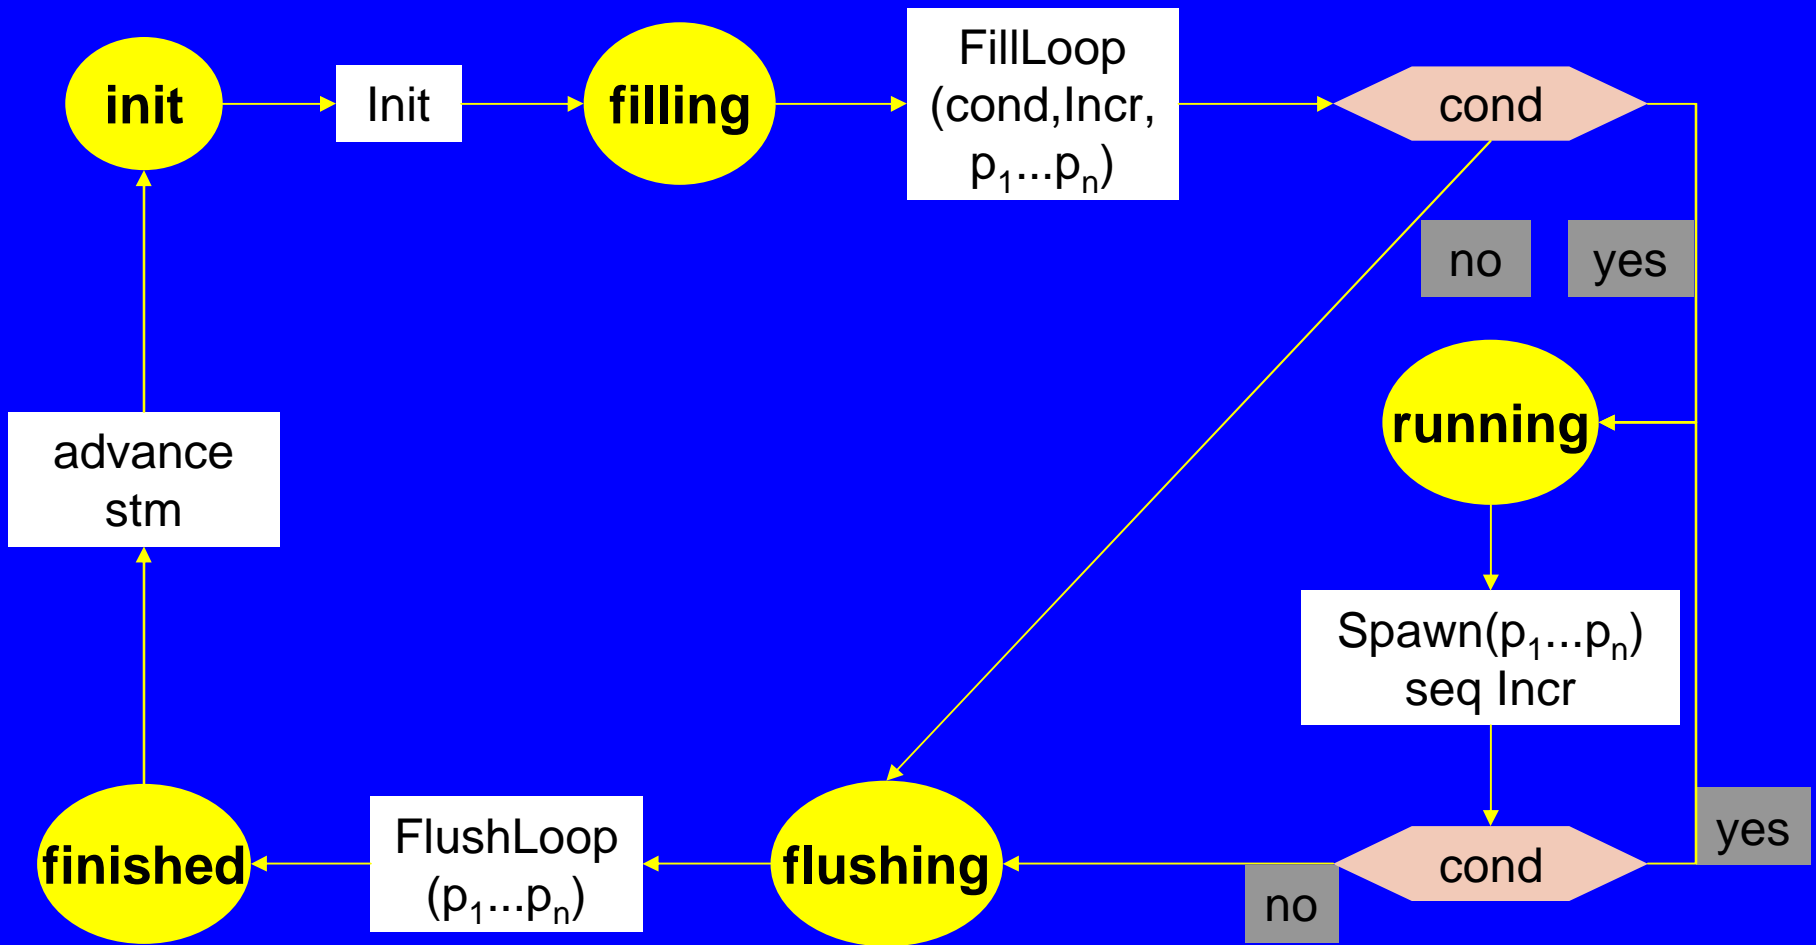 init
Init
filling
FillLoop
(cond,Incr,
p₁...pₙ)
cond
no
yes
running
advance
stm
Spawn(p₁...pₙ)
seq Incr
finished
FlushLoop
(p₁...pₙ)
flushing
no
cond
yes